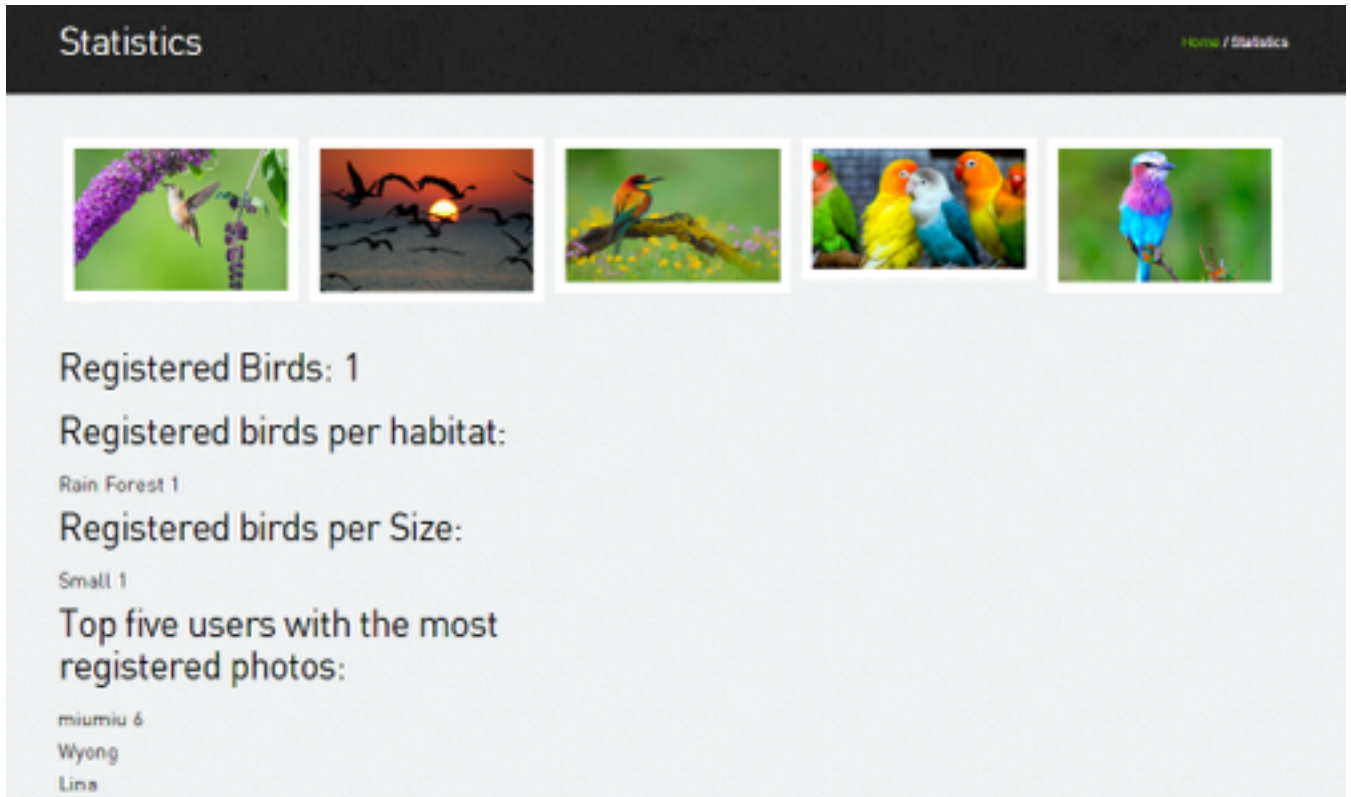 Statistics
Home / Statistics
Registered Birds: 1
Registered birds per habitat:
Rain Forest 1
Registered birds per Size:
Small 1
Top five users with the most
registered photos:
miumiu 6
Wyong
Lina